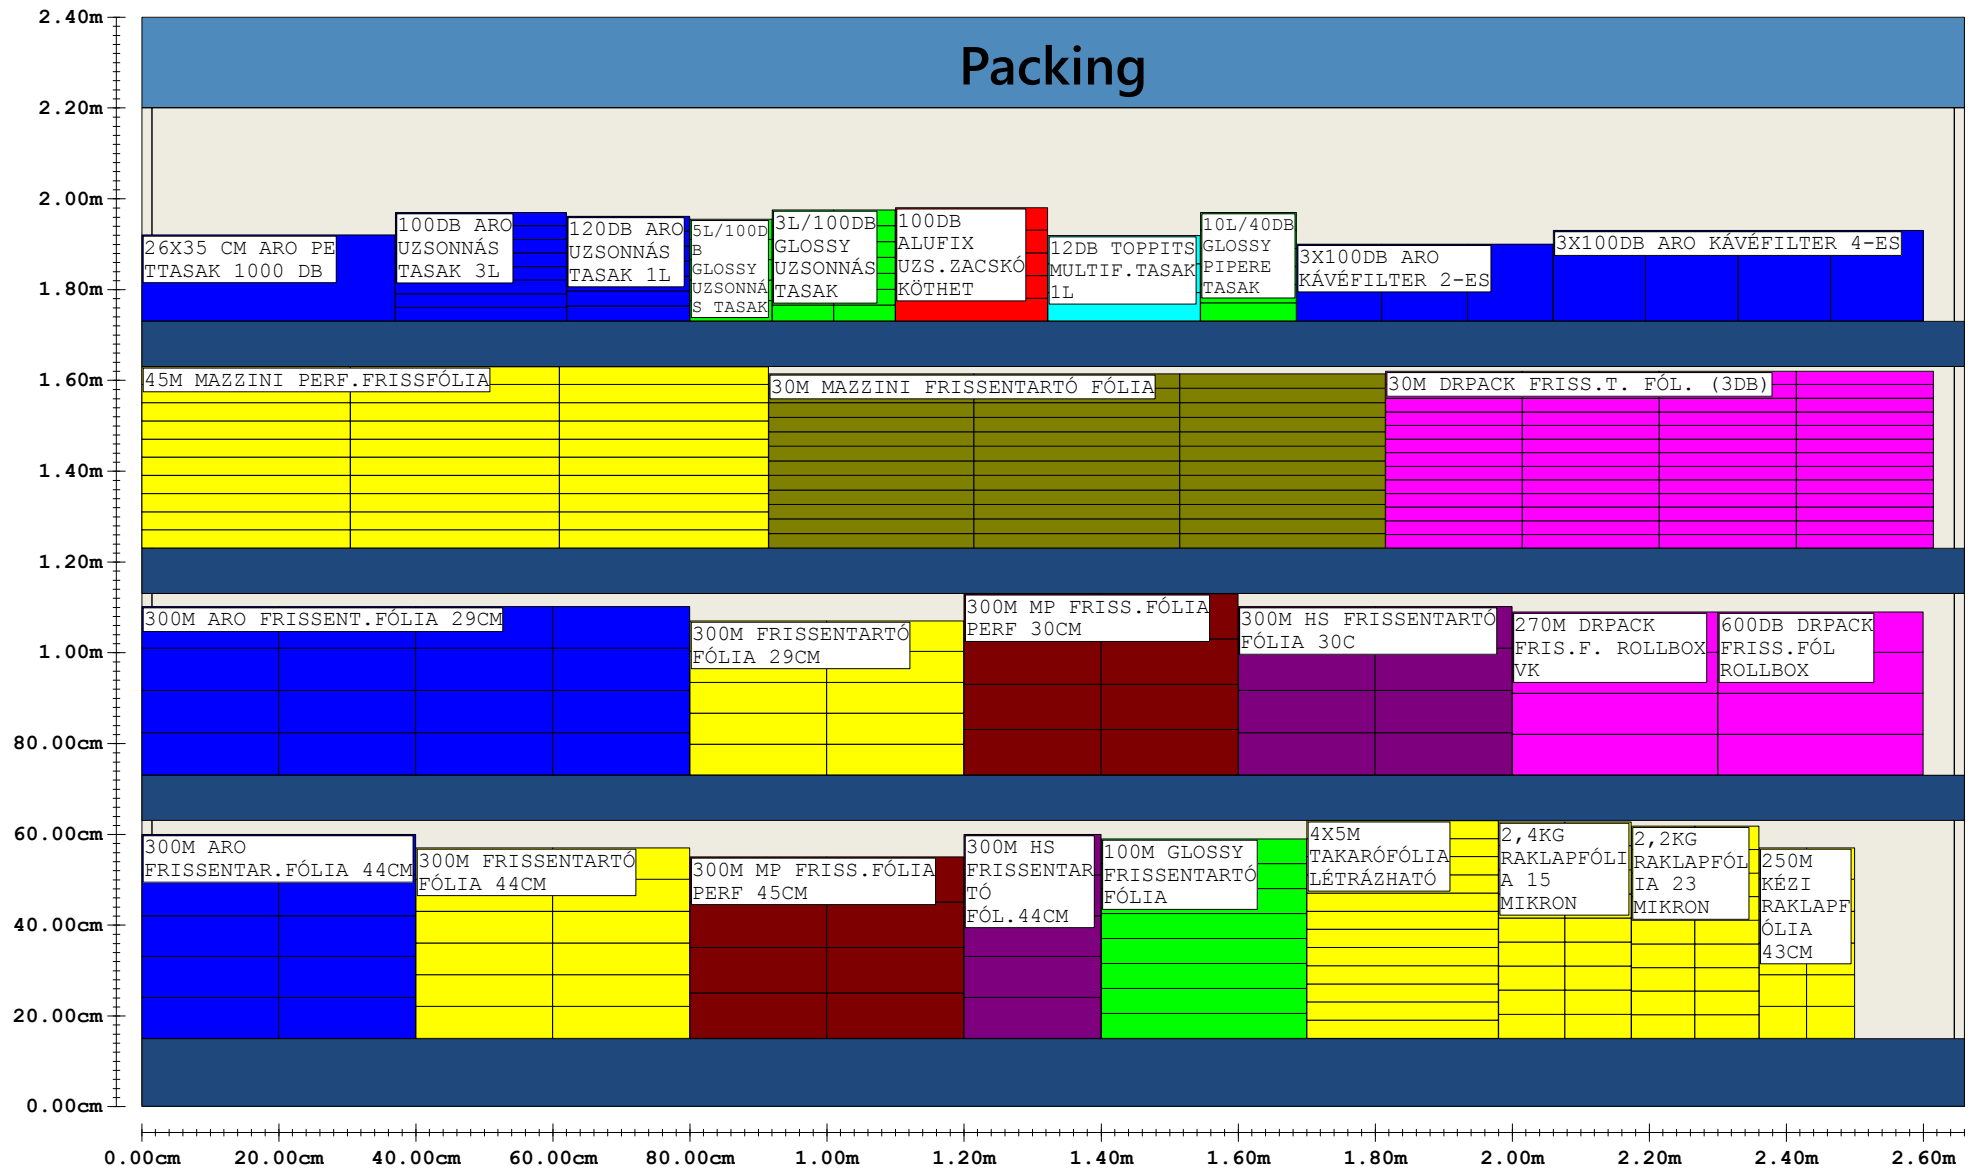 2.40m
Packing
2.20m
2.00m
26X35 CM ARO PE
TTASAK 1000 DB
100DB ARO
UZSONNÁS
TASAK 3L
120DB ARO
UZSONNÁS
TASAK 1L
5L/100D
B
GLOSSY
UZSONNÁ
S TASAK
3L/100DB
GLOSSY
UZSONNÁS
TASAK
100DB
ALUFIX
UZS.ZACSKÓ
KÖTHET
12DB TOPPITS
MULTIF.TASAK
1L
10L/40DB
GLOSSY
PIPERE
TASAK
3X100DB ARO
KÁVÉFILTER 2-ES
3X100DB ARO KÁVÉFILTER 4-ES
1.80m
1.60m
45M MAZZINI PERF.FRISSFÓLIA
30M MAZZINI FRISSENTARTÓ FÓLIA
30M DRPACK FRISS.T. FÓL. (3DB)
1.40m
1.20m
300M ARO FRISSENT.FÓLIA 29CM
300M FRISSENTARTÓ
FÓLIA 29CM
300M MP FRISS.FÓLIA
PERF 30CM
300M HS FRISSENTARTÓ
FÓLIA 30C
270M DRPACK
FRIS.F. ROLLBOX
VK
600DB DRPACK
FRISS.FÓL
ROLLBOX
1.00m
80.00cm
60.00cm
300M ARO
FRISSENTAR.FÓLIA 44CM
300M FRISSENTARTÓ
FÓLIA 44CM
300M MP FRISS.FÓLIA
PERF 45CM
300M HS
FRISSENTAR
TÓ
FÓL.44CM
100M GLOSSY
FRISSENTARTÓ
FÓLIA
4X5M
TAKARÓFÓLIA
LÉTRÁZHATÓ
2,4KG
RAKLAPFÓLI
A 15
MIKRON
2,2KG
RAKLAPFÓL
IA 23
MIKRON
250M
KÉZI
RAKLAPF
ÓLIA
43CM
40.00cm
20.00cm
0.00cm
0.00cm 20.00cm 40.00cm 60.00cm 80.00cm 1.00m 1.20m 1.40m 1.60m 1.80m 2.00m 2.20m 2.40m 2.60m